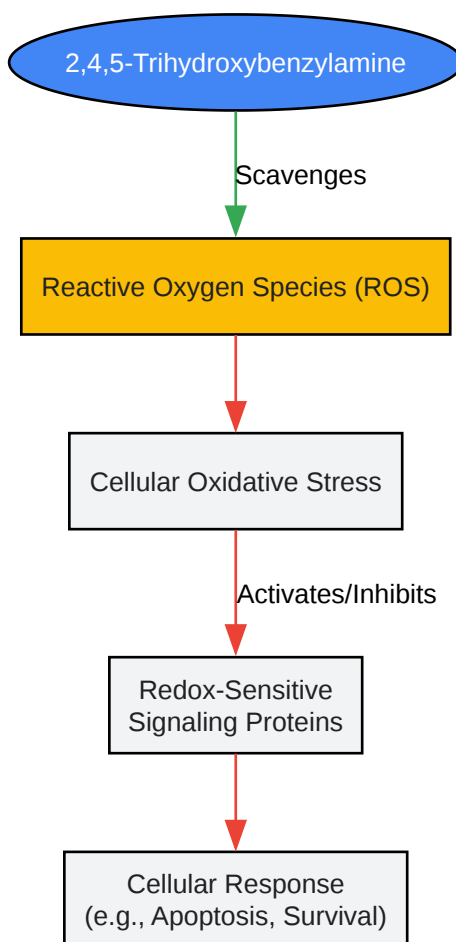 2,4,5-Trihydroxybenzylamine
Scavenges
Reactive Oxygen Species (ROS)
Cellular Oxidative Stress
Activates/Inhibits
Redox-Sensitive
Signaling Proteins
Cellular Response
(e.g., Apoptosis, Survival)